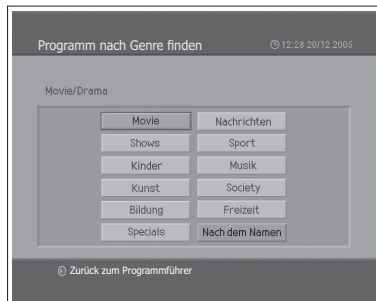 Programm nach Genre finden 12:28 20/12 2005
Movie/Drama
Movie Nachrichten
Shows Sport
Kinder Musik
Kunst Society
Bildung Freizeit
Specials Nach dem Namen
Zurück zum Programmführer